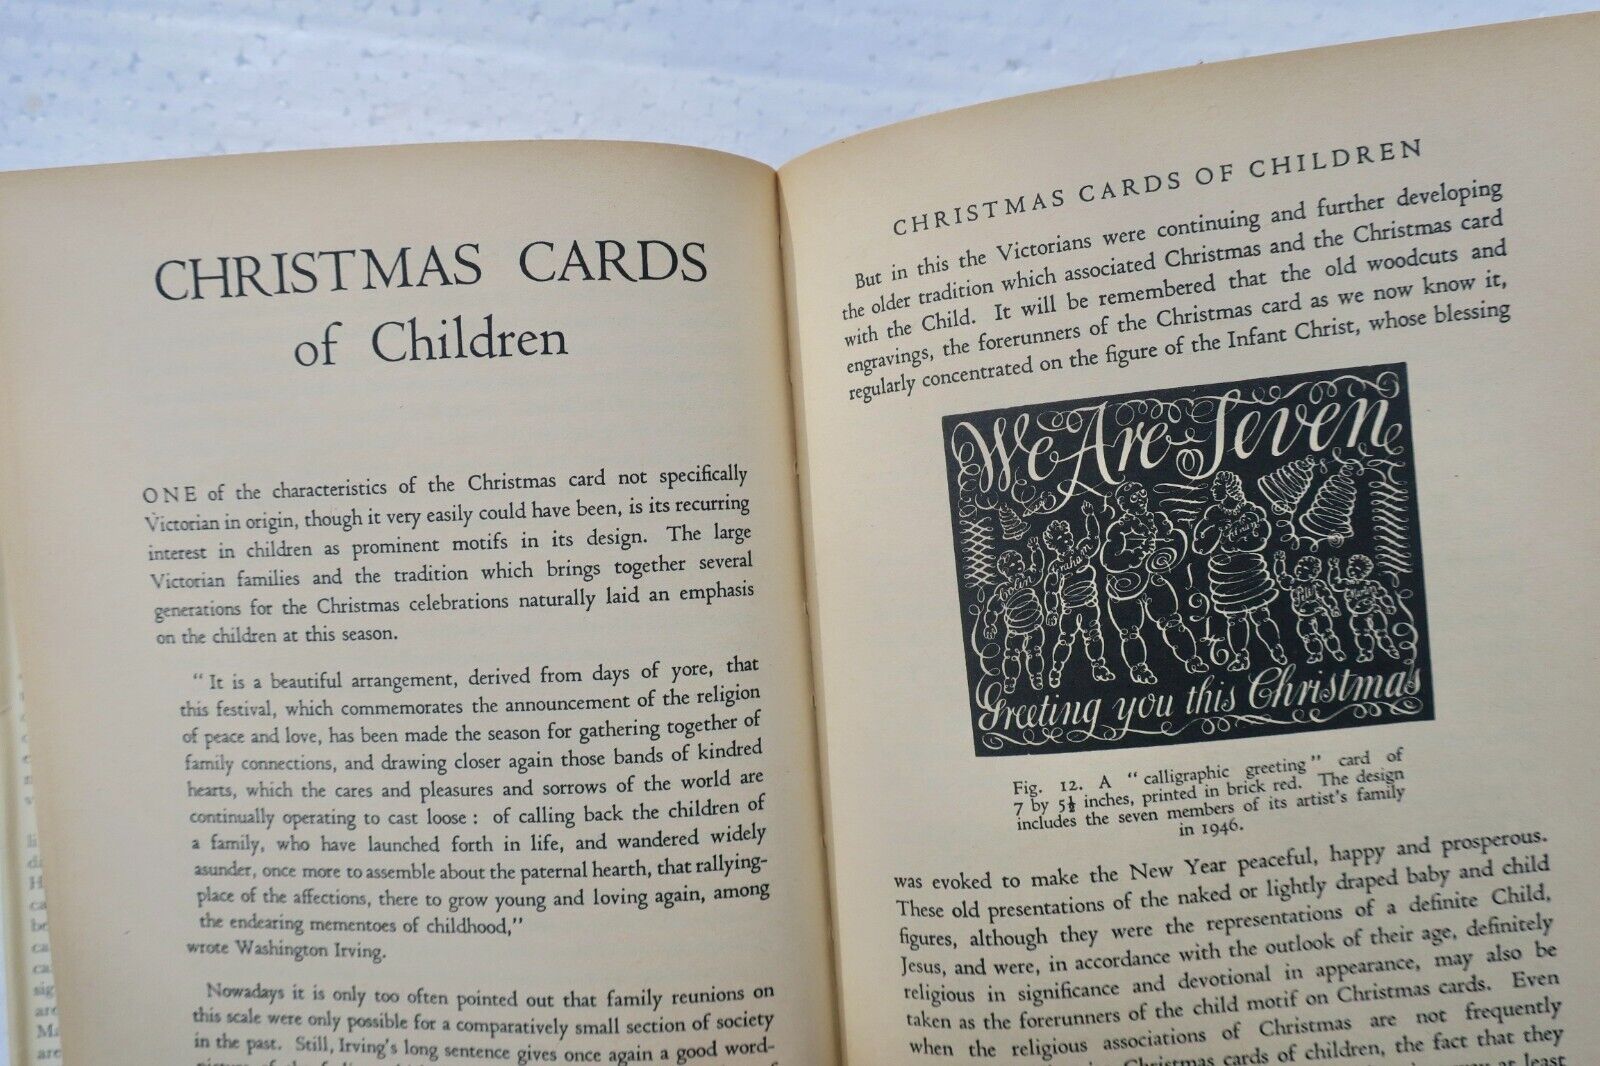 CHRISTMAS CARDS
of Children
ONE of the characteristics of the Christmas card not specifically
Victorian in origin, though it very easily could have been, is its recurring
interest in children as prominent motifs in its design. The large
Victorian families and the tradition which brings together several
generations for the Christmas celebrations naturally laid an emphasis
on the children at this season.
" It is a beautiful arrangement, derived from days of yore, that
this festival, which commemorates the announcement of the religion
of peace and love, has been made the season for gathering together of
family connections, and drawing closer again those bands of kindred
hearts, which the cares and pleasures and sorrows of the world are
continually operating to cast loose : of calling back the children of
a family, who have launched forth in life, and wandered widely
asunder, once more to assemble about the paternal hearth, that rallying-
place of the affections, there to grow young and loving again, among
the endearing mementoes of childhood,"
wrote Washington Irving.
Nowadays it is only too often pointed out that family reunions on
this scale were only possible for a comparatively small section of society
in the past. Still, Irving's long sentence gives once again a good word-
CHRISTMAS CARDS OF CHILDREN
But in this the Victorians were continuing and further developing
the older tradition which associated Christmas and the Christmas card
with the Child. It will be remembered that the old woodcuts and
engravings, the forerunners of the Christmas card as we now know it,
regularly concentrated on the figure of the Infant Christ, whose blessing
We Are Seven
Colin Graham Peter Martin
Greeting you this Christmas
Fig. 12. A " calligraphic greeting " card of
7 by 5½ inches, printed in brick red. The design
includes the seven members of its artist's family
in 1946.
was evoked to make the New Year peaceful, happy and prosperous.
These old presentations of the naked or lightly draped baby and child
figures, although they were the representations of a definite Child,
Jesus, and were, in accordance with the outlook of their age, definitely
religious in significance and devotional in appearance, may also be
taken as the forerunners of the child motif on Christmas cards. Even
when the religious associations of Christmas are not frequently
Christmas cards of children, the fact that they